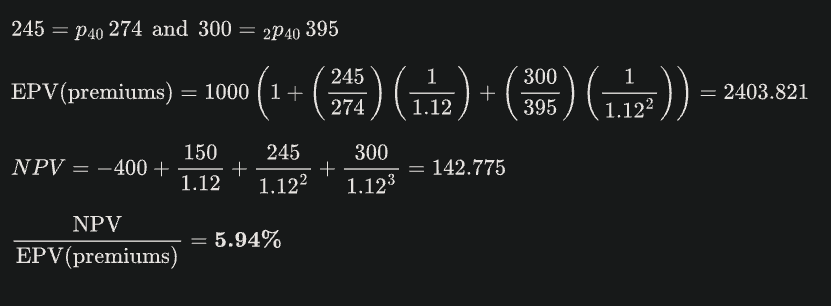 245 = p₄₀ 274 and 300 = ₂p₄₀ 395
EPV(premiums) = 1000 (1 + (245/274) (1/1.12) + (300/395) (1/1.12²)) = 2403.821
NPV = −400 + 150/1.12 + 245/1.12² + 300/1.12³ = 142.775
NPV/EPV(premiums) = 5.94%